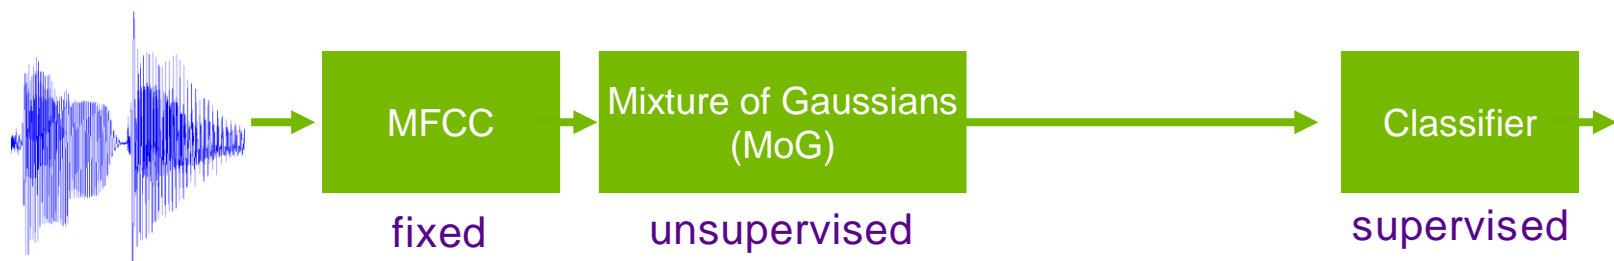 MFCC
Mixture of Gaussians
(MoG)
Classifier
fixed
unsupervised
supervised